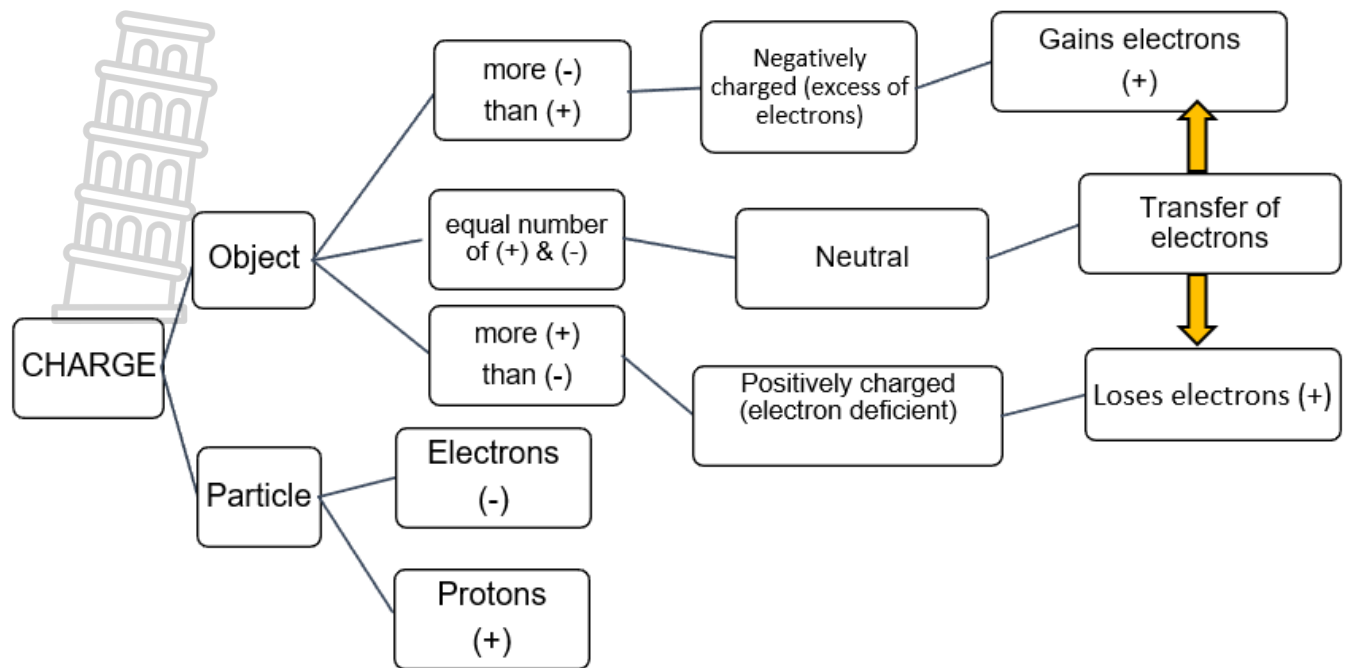 CHARGE
Object
more (-)
than (+)
Negatively
charged (excess of
electrons)
Gains electrons
(+)
equal number
of (+) & (-)
Neutral
Transfer of
electrons
more (+)
than (-)
Positively charged
(electron deficient)
Loses electrons (+)
Particle
Electrons
(-)
Protons
(+)